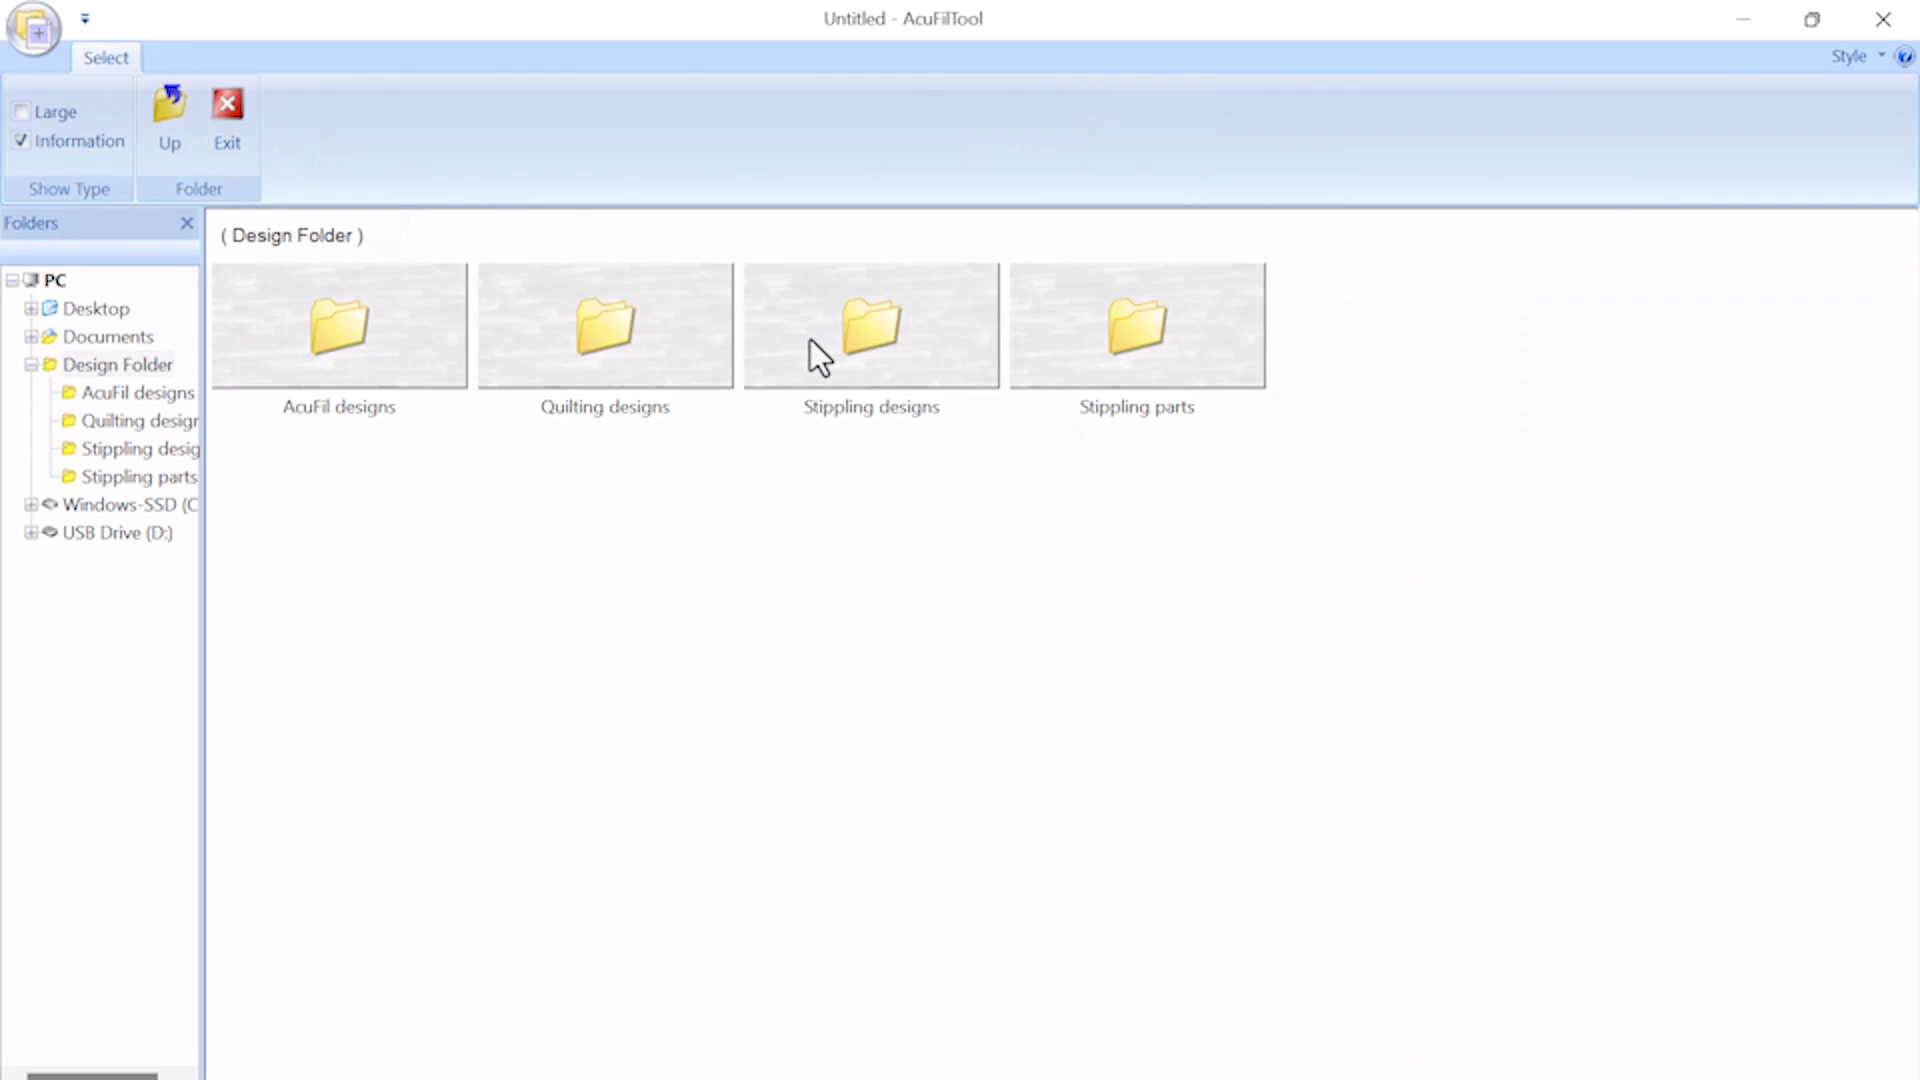 Untitled - AcuFilTool
Select
Style
Large
Information
Up
Exit
Show Type
Folder
Folders
( Design Folder )
PC
Desktop
Documents
Design Folder
AcuFil designs
Quilting desigr
Stippling desig
Stippling parts
Windows-SSD (C
USB Drive (D:)
AcuFil designs
Quilting designs
Stippling designs
Stippling parts